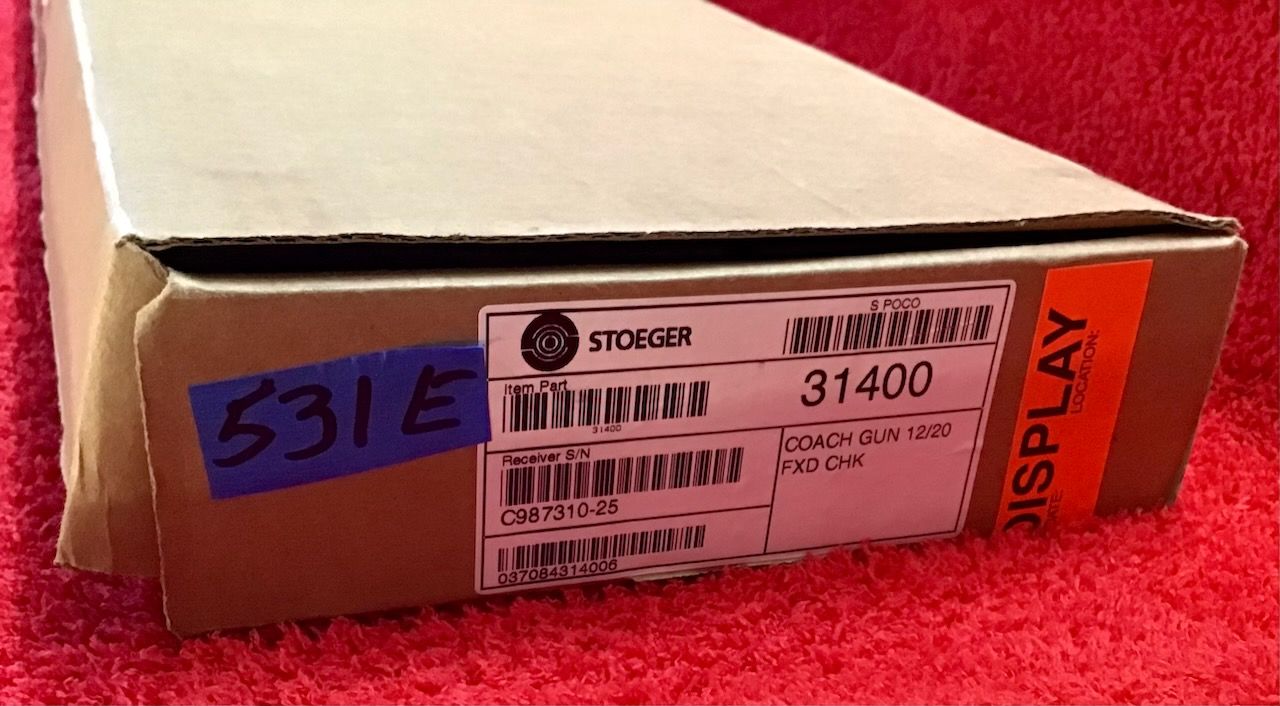 531E
STOEGER
S POCO
Item Part
31400
31400
Receiver S/N
C987310-25
037084314006
COACH GUN 12/20
FXD CHK
DISPLAY
LOCATION: